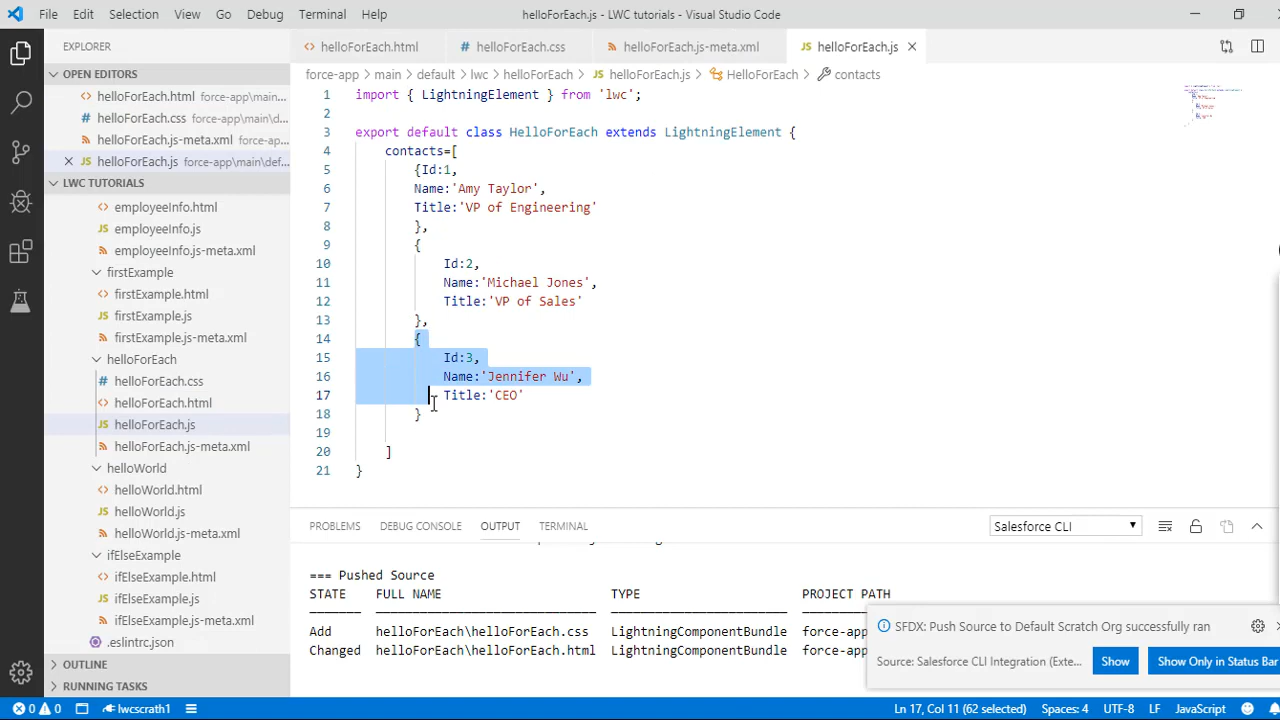 File Edit Selection View Go Debug Terminal Help helloForEach.js - LWC tutorials - Visual Studio Code
EXPLORER
OPEN EDITORS
helloForEach.html force-app\main...
helloForEach.css force-app\main\...
helloForEach.js-meta.xml force-app...
helloForEach.js force-app\main\def...
LWC TUTORIALS
employeeInfo.html
employeeInfo.js
employeeInfo.js-meta.xml
firstExample
firstExample.html
firstExample.js
firstExample.js-meta.xml
helloForEach
helloForEach.css
helloForEach.html
helloForEach.js
helloForEach.js-meta.xml
helloWorld
helloWorld.html
helloWorld.js
helloWorld.js-meta.xml
ifElseExample
ifElseExample.html
ifElseExample.js
ifElseExample.js-meta.xml
.eslintrc.json
OUTLINE
RUNNING TASKS
helloForEach.html helloForEach.css helloForEach.js-meta.xml JS helloForEach.js
force-app > main > default > lwc > helloForEach > JS helloForEach.js > HelloForEach > contacts
1 import { LightningElement } from 'lwc';
2
3 export default class HelloForEach extends LightningElement {
4 contacts=[
5 {Id:1,
6 Name:'Amy Taylor',
7 Title:'VP of Engineering'
8 },
9 {
10 Id:2,
11 Name:'Michael Jones',
12 Title:'VP of Sales'
13 },
14 {
15 Id:3,
16 Name:'Jennifer Wu',
17 Title:'CEO'
18 }
19
20 ]
21 }
PROBLEMS DEBUG CONSOLE OUTPUT TERMINAL Salesforce CLI
=== Pushed Source
STATE FULL NAME TYPE PROJECT PATH
Add helloForEach\helloForEach.css LightningComponentBundle force-app
Changed helloForEach\helloForEach.html LightningComponentBundle force-app
SFDX: Push Source to Default Scratch Org successfully ran
Source: Salesforce CLI Integration (Exte... Show Show Only in Status Bar
0 0 lwcscrath1 Ln 17, Col 11 (62 selected) Spaces: 4 UTF-8 LF JavaScript